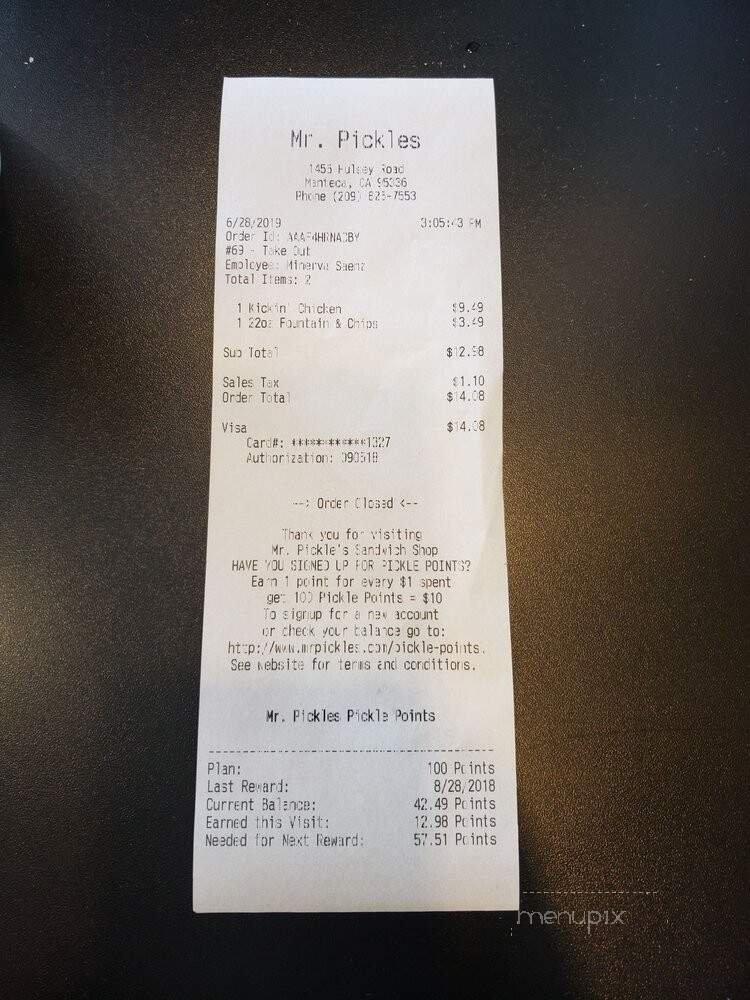 Mr. Pickles
1455 Hulsey Road
Manteca, CA 95336
Phone (209) 825-7553
6/28/2019 3:05:43 PM
Order Id:
#69 - Take Out
Employee: Minerva Saenz
Total Items: 2
1 Kickin' Chicken $9.49
1 22oz Fountain & Chips $3.49
Sub Total $12.98
Sales Tax $1.10
Order Total $14.08
Visa $14.08
Card#: ************1327
Authorization: 090518
--> Order Closed <--
Thank you for visiting
Mr. Pickle's Sandwich Shop
HAVE YOU SIGNED UP FOR PICKLE POINTS?
Earn 1 point for every $1 spent
get 100 Pickle Points = $10
To signup for a new account
or check your balance go to:
http://www.mrpickles.com/pickle-points.
See website for terms and conditions.
Mr. Pickles Pickle Points
Plan: 100 Points
Last Reward: 8/28/2018
Current Balance: 42.49 Points
Earned this Visit: 12.98 Points
Needed for Next Reward: 57.51 Points
menupix